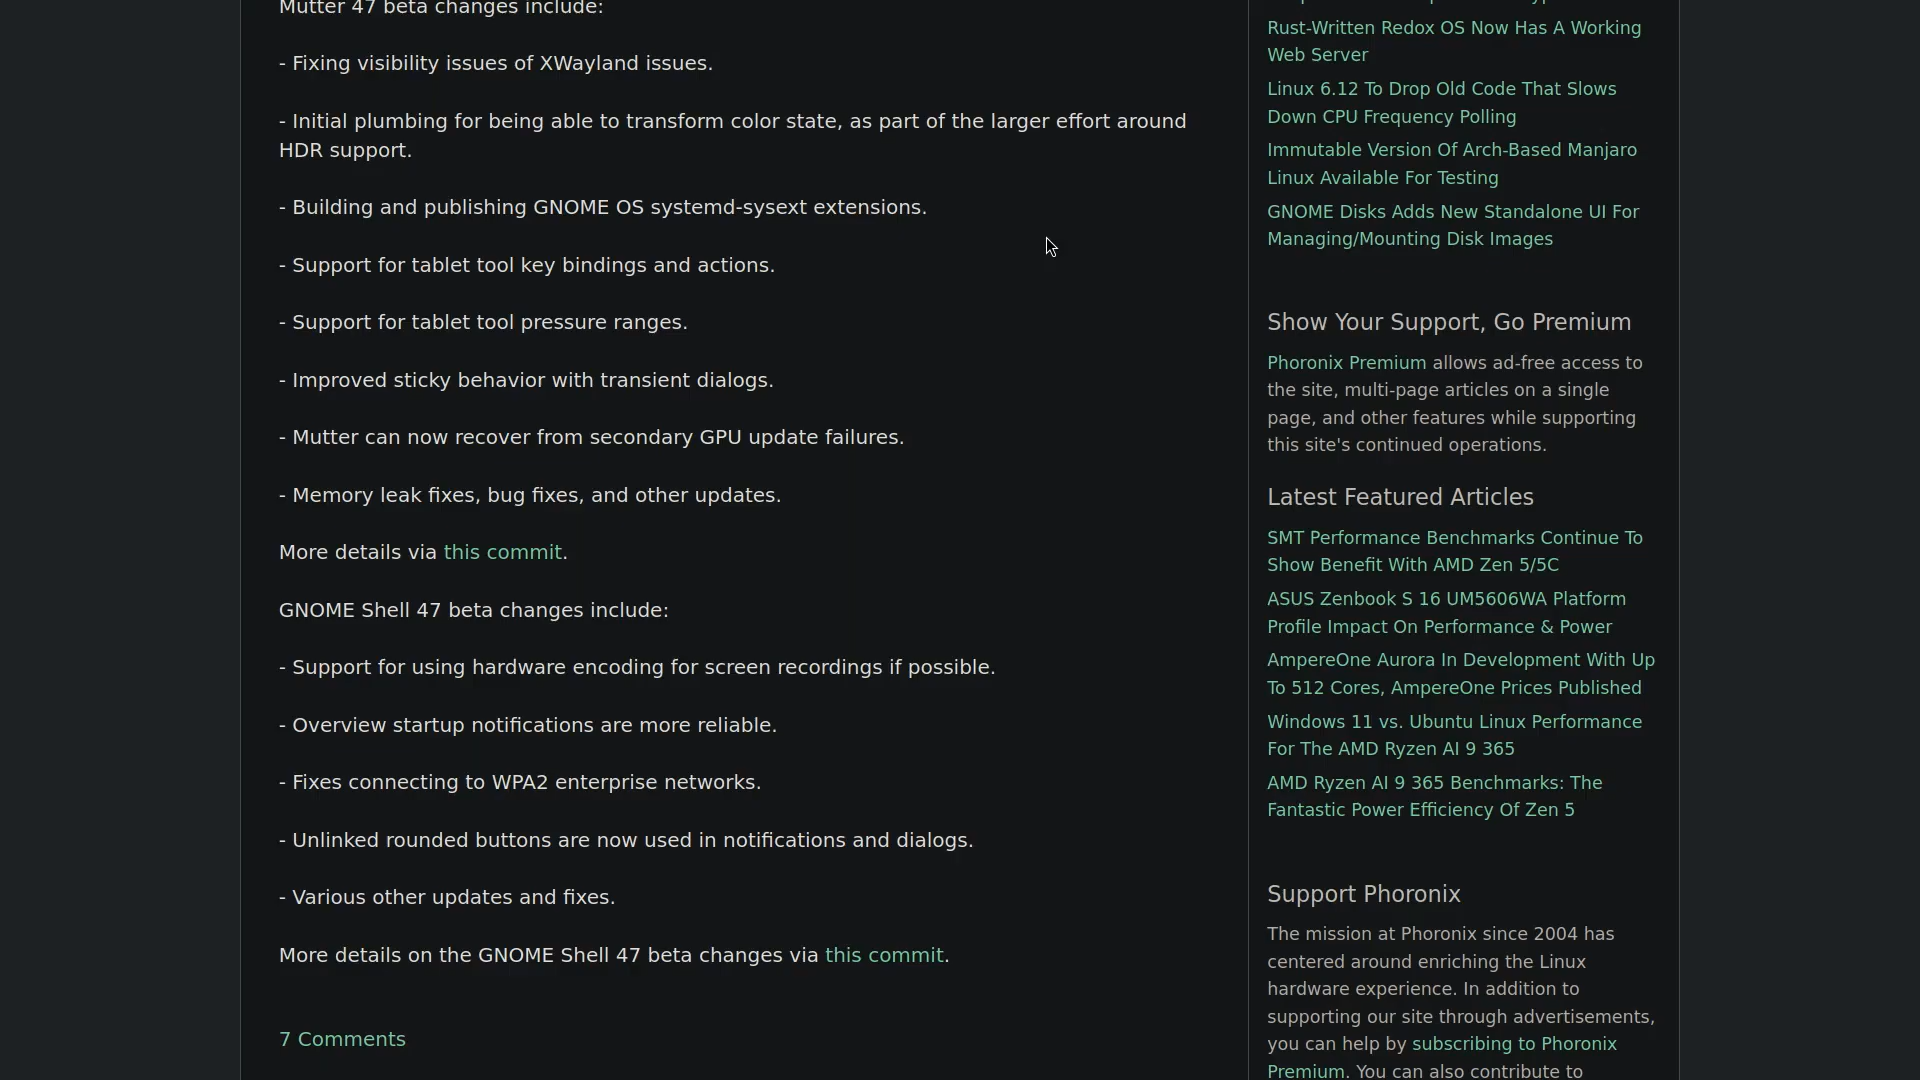 Mutter 47 beta changes include:
- Fixing visibility issues of XWayland issues.
- Initial plumbing for being able to transform color state, as part of the larger effort around
HDR support.
- Building and publishing GNOME OS systemd-sysext extensions.
- Support for tablet tool key bindings and actions.
- Support for tablet tool pressure ranges.
- Improved sticky behavior with transient dialogs.
- Mutter can now recover from secondary GPU update failures.
- Memory leak fixes, bug fixes, and other updates.
More details via this commit.
GNOME Shell 47 beta changes include:
- Support for using hardware encoding for screen recordings if possible.
- Overview startup notifications are more reliable.
- Fixes connecting to WPA2 enterprise networks.
- Unlinked rounded buttons are now used in notifications and dialogs.
- Various other updates and fixes.
More details on the GNOME Shell 47 beta changes via this commit.
7 Comments
Rust-Written Redox OS Now Has A Working
Web Server
Linux 6.12 To Drop Old Code That Slows
Down CPU Frequency Polling
Immutable Version Of Arch-Based Manjaro
Linux Available For Testing
GNOME Disks Adds New Standalone UI For
Managing/Mounting Disk Images
Show Your Support, Go Premium
Phoronix Premium allows ad-free access to
the site, multi-page articles on a single
page, and other features while supporting
this site's continued operations.
Latest Featured Articles
SMT Performance Benchmarks Continue To
Show Benefit With AMD Zen 5/5C
ASUS Zenbook S 16 UM5606WA Platform
Profile Impact On Performance & Power
AmpereOne Aurora In Development With Up
To 512 Cores, AmpereOne Prices Published
Windows 11 vs. Ubuntu Linux Performance
For The AMD Ryzen AI 9 365
AMD Ryzen AI 9 365 Benchmarks: The
Fantastic Power Efficiency Of Zen 5
Support Phoronix
The mission at Phoronix since 2004 has
centered around enriching the Linux
hardware experience. In addition to
supporting our site through advertisements,
you can help by subscribing to Phoronix
Premium. You can also contribute to